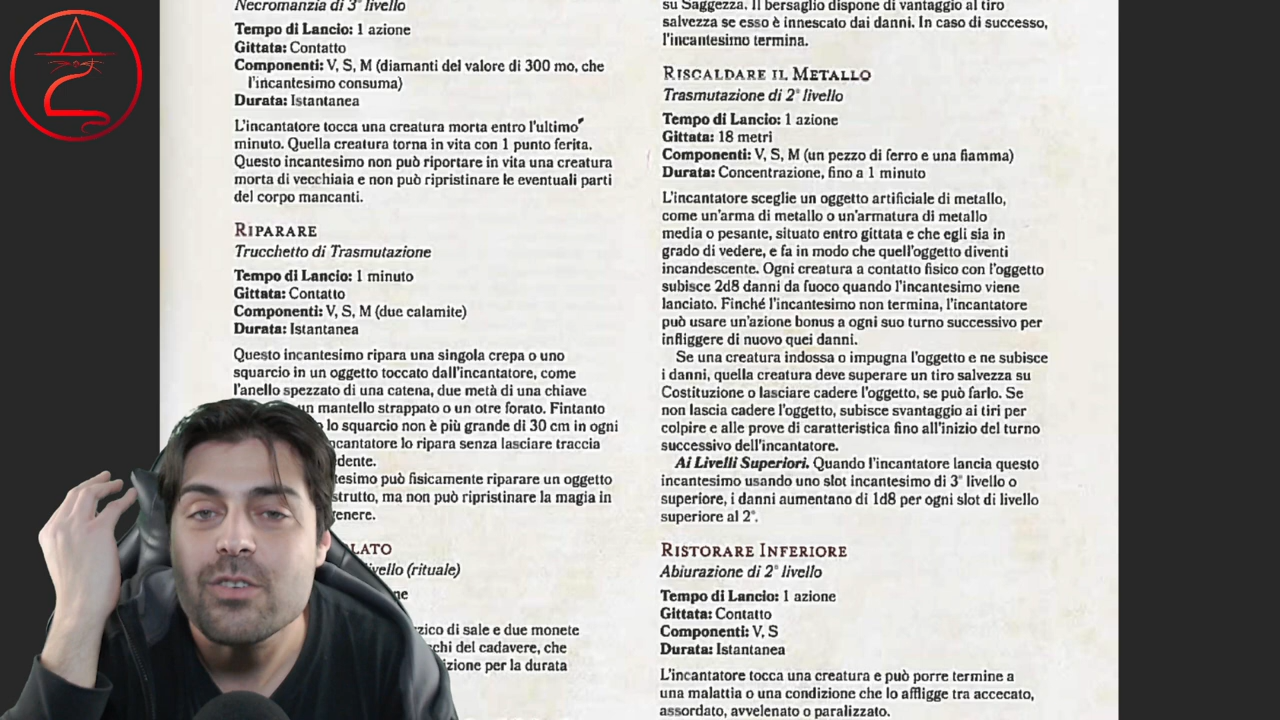 Necromanzia di 3° livello
Tempo di Lancio: 1 azione
Gittata: Contatto
Componenti: V, S, M (diamanti del valore di 300 mo, che
l'incantesimo consuma)
Durata: Istantanea
L'incantatore tocca una creatura morta entro l'ultimo
minuto. Quella creatura torna in vita con 1 punto ferita.
Questo incantesimo non può riportare in vita una creatura
morta di vecchiaia e non può ripristinare le eventuali parti
del corpo mancanti.
RIPARARE
Trucchetto di Trasmutazione
Tempo di Lancio: 1 minuto
Gittata: Contatto
Componenti: V, S, M (due calamite)
Durata: Istantanea
Questo incantesimo ripara una singola crepa o uno
squarcio in un oggetto toccato dall'incantatore, come
l'anello spezzato di una catena, due metà di una chiave
un mantello strappato o un otre forato. Fintanto
lo squarcio non è più grande di 30 cm in ogni
ncantatore lo ripara senza lasciare traccia
dente.
tesimo può fisicamente riparare un oggetto
strutto, ma non può ripristinare la magia in
enere.
LATO
ivello (rituale)
ne
zico di sale e due monete
chi del cadavere, che
izione per la durata
su Saggezza. Il bersaglio dispone di vantaggio al tiro
salvezza se esso è innescato dai danni. In caso di successo,
l'incantesimo termina.
RISCALDARE IL METALLO
Trasmutazione di 2° livello
Tempo di Lancio: 1 azione
Gittata: 18 metri
Componenti: V, S, M (un pezzo di ferro e una fiamma)
Durata: Concentrazione, fino a 1 minuto
L'incantatore sceglie un oggetto artificiale di metallo,
come un'arma di metallo o un'armatura di metallo
media o pesante, situato entro gittata e che egli sia in
grado di vedere, e fa in modo che quell'oggetto diventi
incandescente. Ogni creatura a contatto fisico con l'oggetto
subisce 2d8 danni da fuoco quando l'incantesimo viene
lanciato. Finché l'incantesimo non termina, l'incantatore
può usare un'azione bonus a ogni suo turno successivo per
infliggere di nuovo quei danni.
Se una creatura indossa o impugna l'oggetto e ne subisce
i danni, quella creatura deve superare un tiro salvezza su
Costituzione o lasciare cadere l'oggetto, se può farlo. Se
non lascia cadere l'oggetto, subisce svantaggio ai tiri per
colpire e alle prove di caratteristica fino all'inizio del turno
successivo dell'incantatore.
Ai Livelli Superiori. Quando l'incantatore lancia questo
incantesimo usando uno slot incantesimo di 3° livello o
superiore, i danni aumentano di 1d8 per ogni slot di livello
superiore al 2°.
RISTORARE INFERIORE
Abiurazione di 2° livello
Tempo di Lancio: 1 azione
Gittata: Contatto
Componenti: V, S
Durata: Istantanea
L'incantatore tocca una creatura e può porre termine a
una malattia o una condizione che lo affligge tra accecato,
assordato, avvelenato o paralizzato.